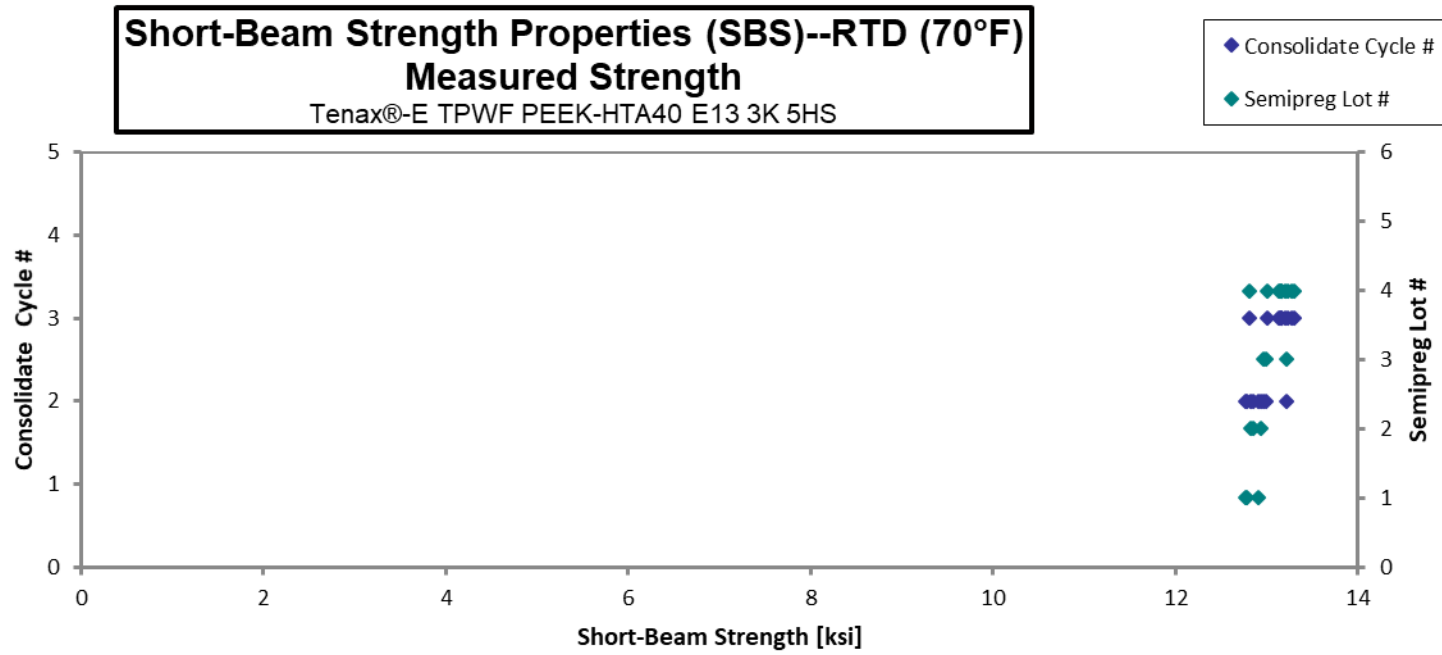 Short-Beam Strength Properties (SBS)--RTD (70°F)
Measured Strength
Tenax®-E TPWF PEEK-HTA40 E13 3K 5HS
Consolidate Cycle #
Semipreg Lot #
5
4
3
2
1
0
Consolidate Cycle #
6
5
4
3
2
1
0
Semipreg Lot #
0
2
4
6
8
10
12
14
Short-Beam Strength [ksi]